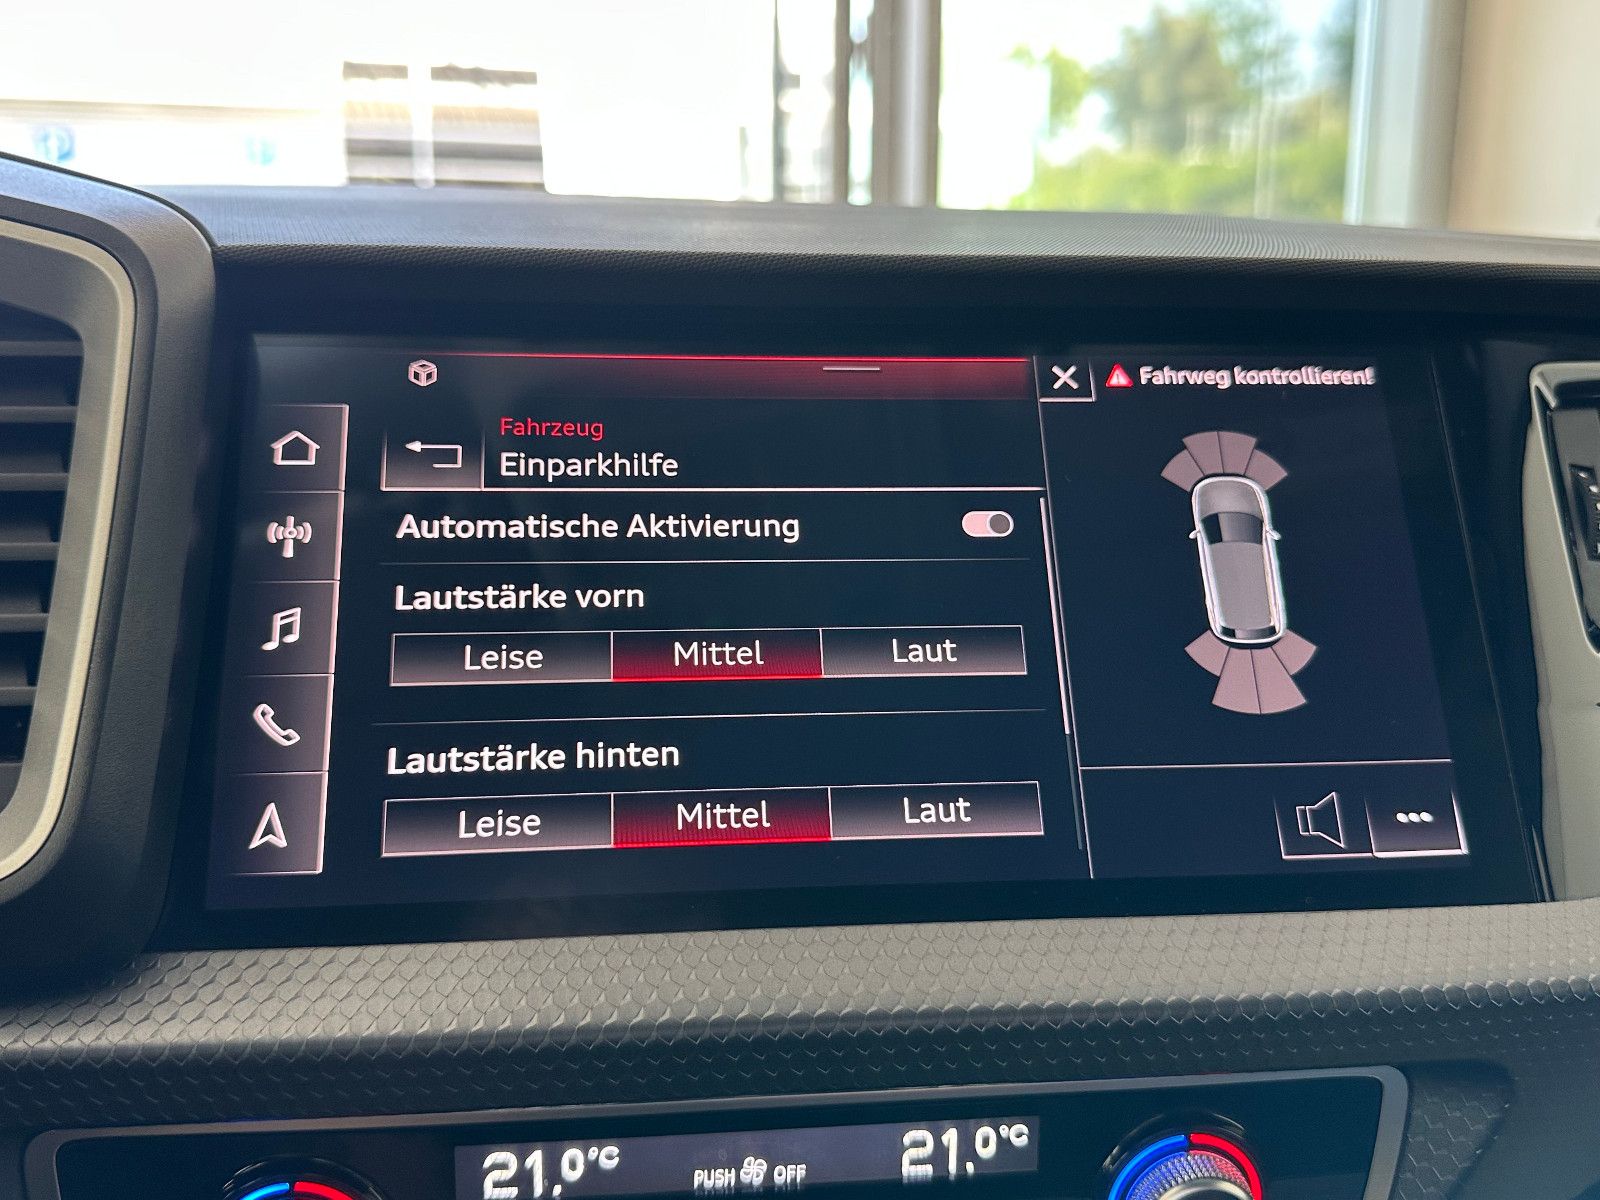 Fahrweg kontrollieren!
Fahrzeug
Einparkhilfe
Automatische Aktivierung
Lautstärke vorn
Leise Mittel Laut
Lautstärke hinten
Leise Mittel Laut
21,0°C PUSH OFF 21,0°C